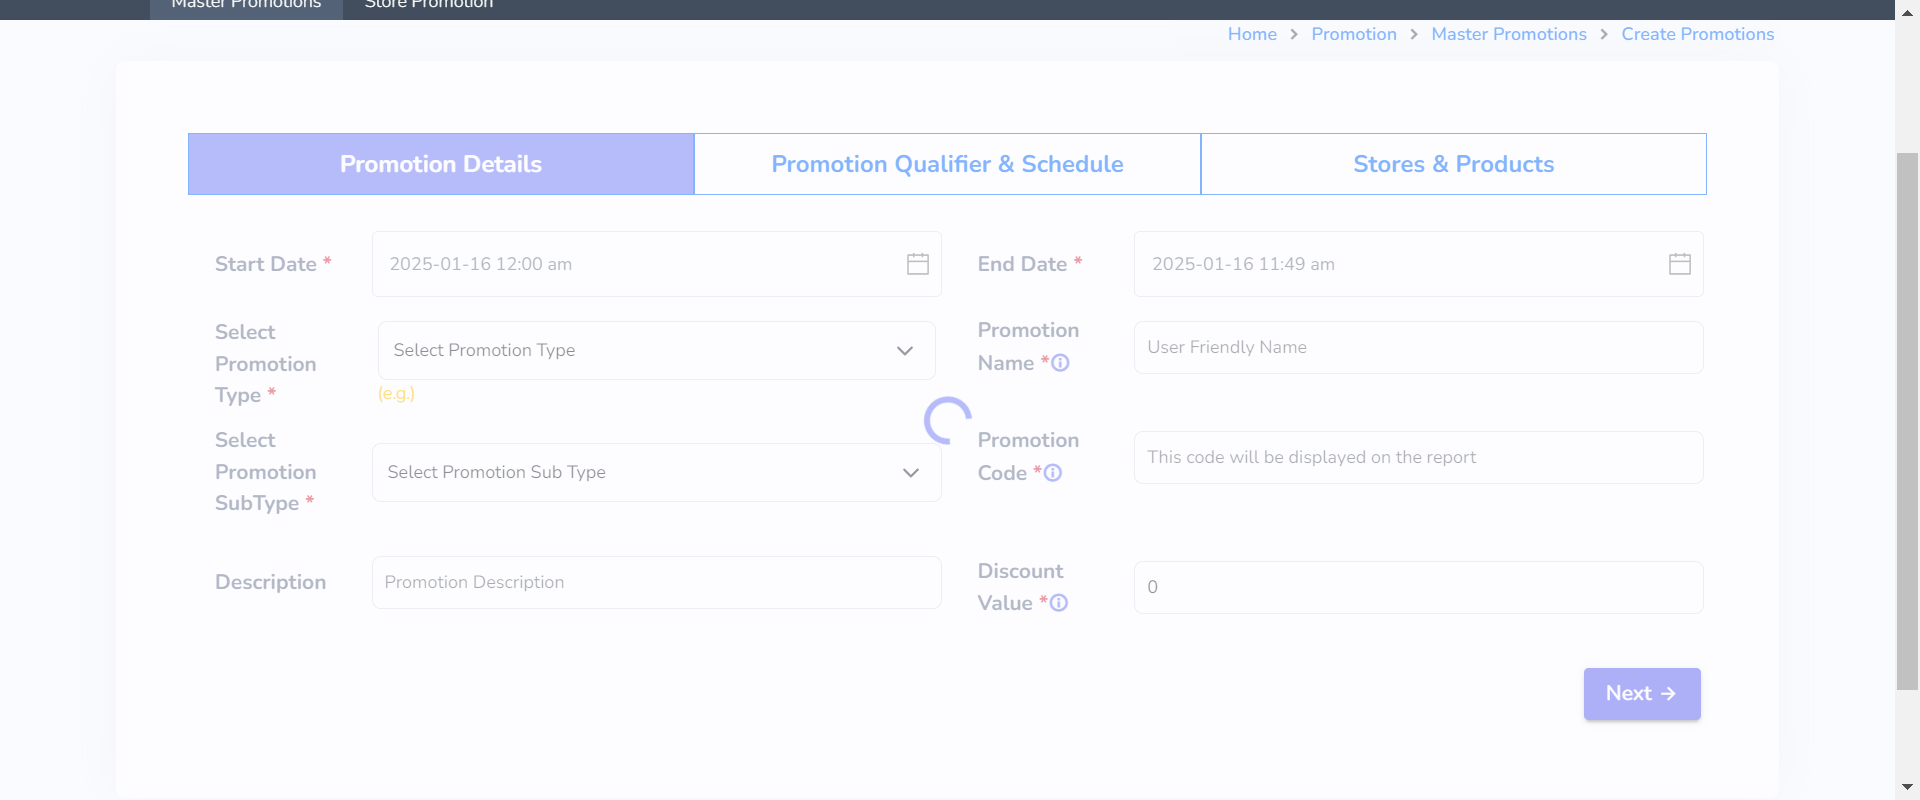 Master Promotions Store Promotion
Home > Promotion > Master Promotions > Create Promotions
Promotion Details
Promotion Qualifier & Schedule
Stores & Products
Start Date *
2025-01-16 12:00 am
End Date *
2025-01-16 11:49 am
Select
Promotion
Type *
Select Promotion Type
(e.g.)
Promotion
Name *
User Friendly Name
Select
Promotion
SubType *
Select Promotion Sub Type
Promotion
Code *
This code will be displayed on the report
Description
Promotion Description
Discount
Value *
0
Next →